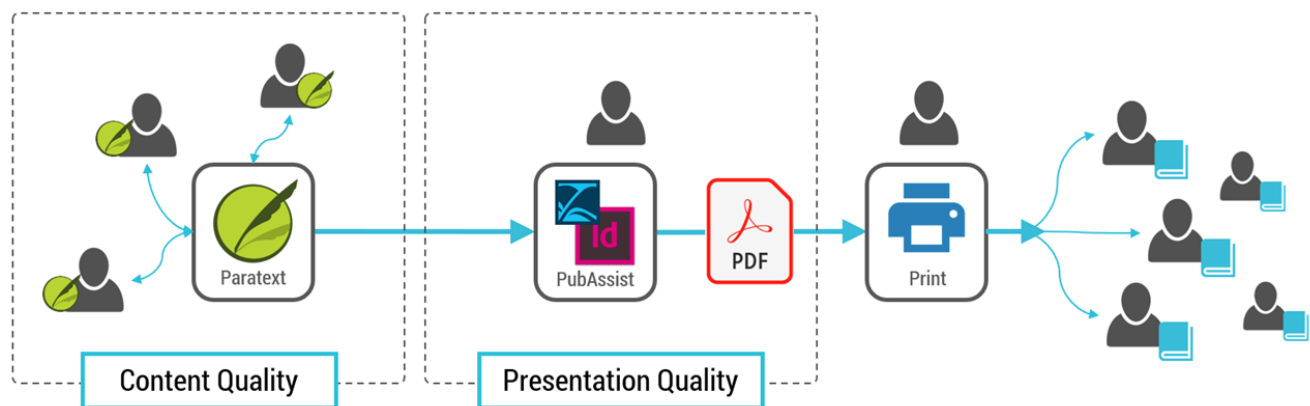 Paratext
Id
PubAssist
PDF
Print
Content Quality
Presentation Quality